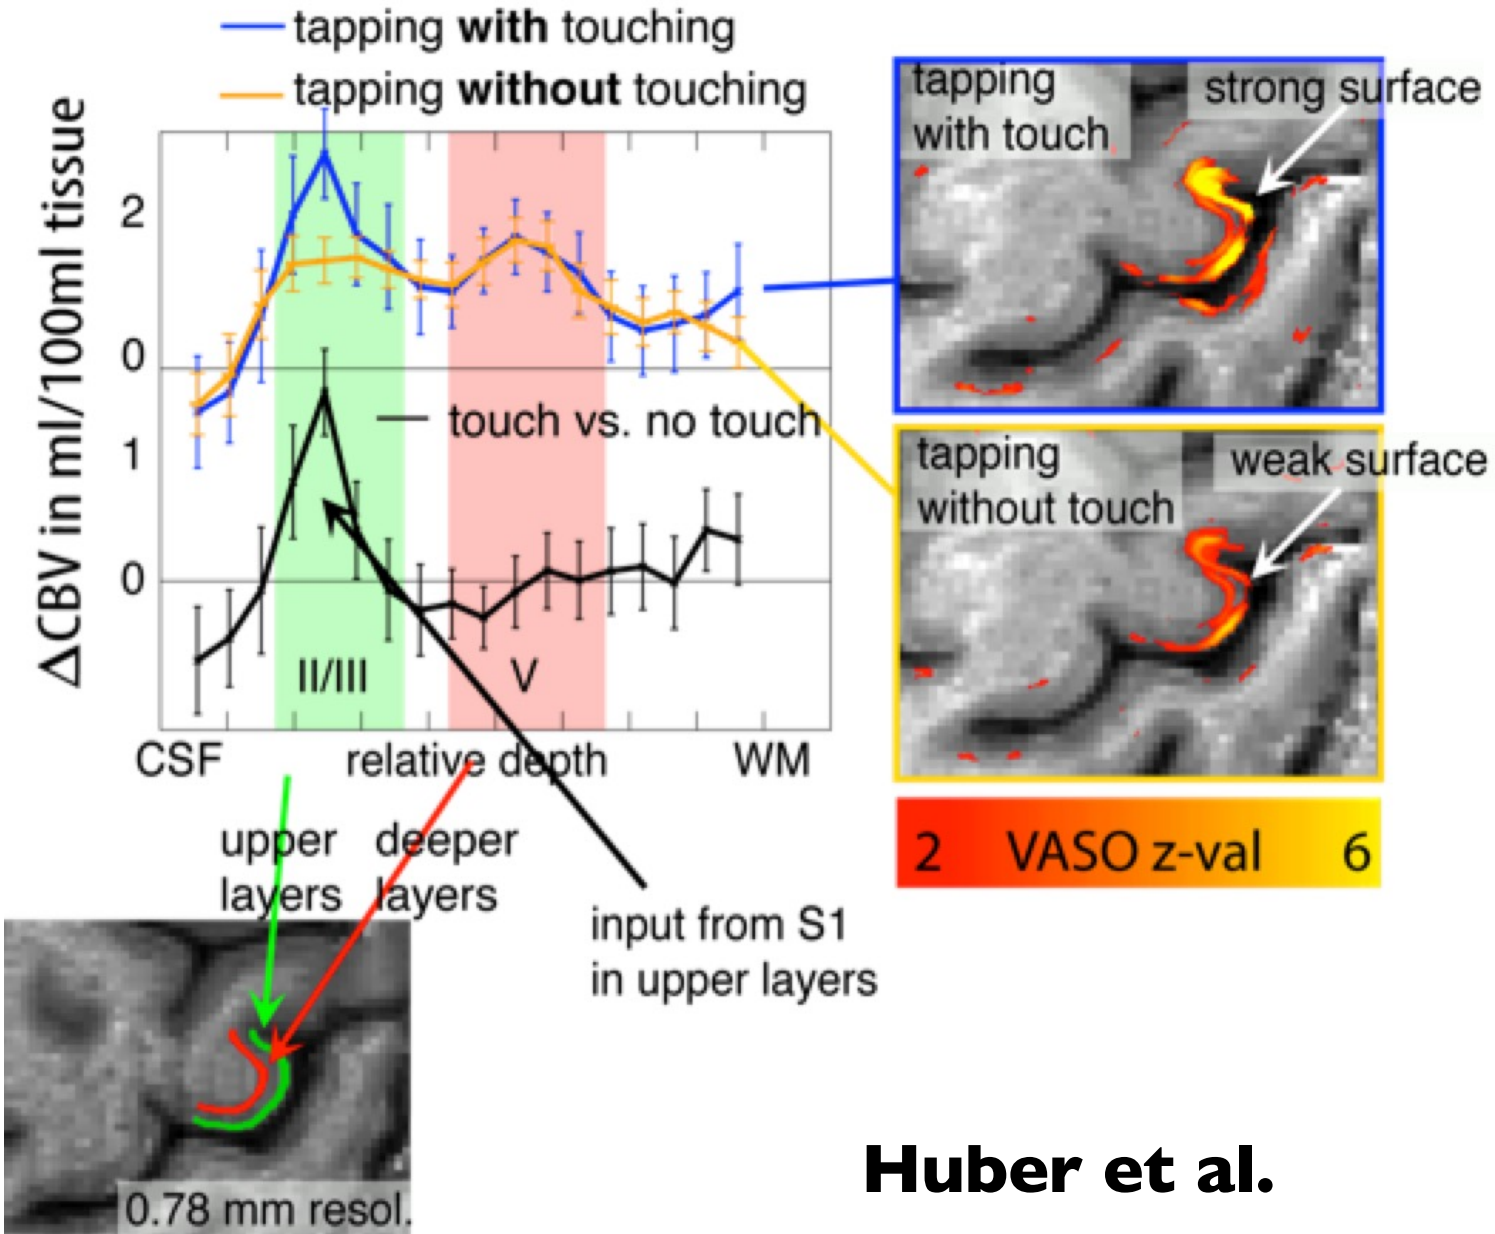 tapping with touching
tapping without touching
ΔCBV in ml/100ml tissue
2
0
1
0
touch vs. no touch
II/III
V
CSF
relative depth
WM
upper
layers
deeper
layers
input from S1
in upper layers
0.78 mm resol.
tapping
with touch
strong surface
tapping
without touch
weak surface
2 VASO z-val 6
Huber et al.